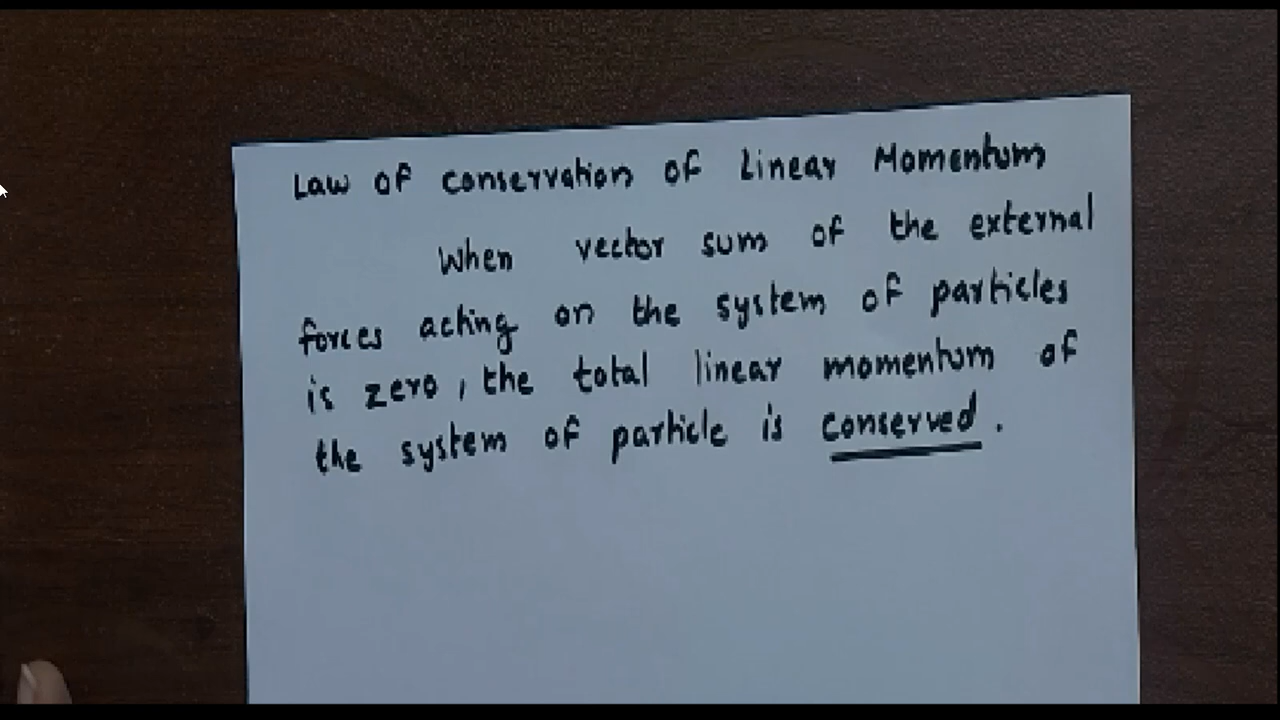 Law of conservation of Linear Momentum
When vector sum of the external
forces acting on the system of particles
is zero, the total linear momentum of
the system of particle is conserved.